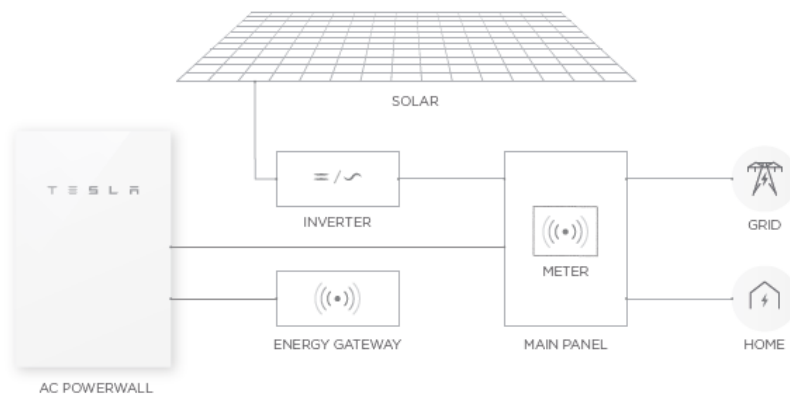 SOLAR
TESLA
INVERTER
GRID
METER
ENERGY GATEWAY
MAIN PANEL
HOME
AC POWERWALL